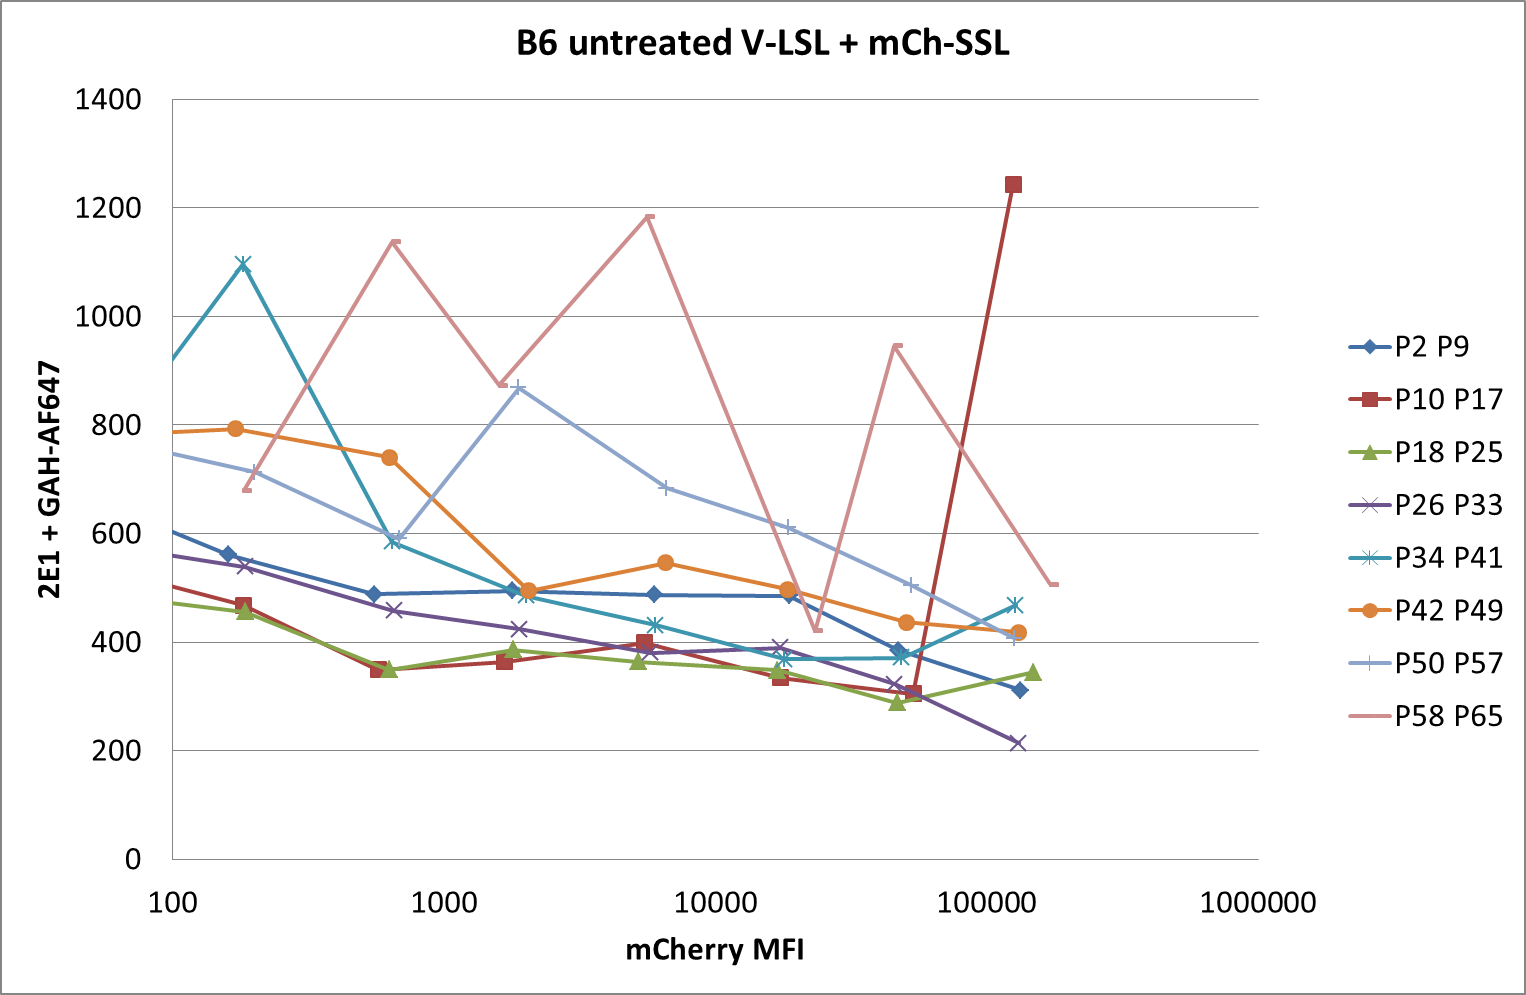 B6 untreated V-LSL + mCh-SSL
1400
1200
1000
800
600
400
200
0
2E1 + GAH-AF647
100 1000 10000 100000 1000000
mCherry MFI
P2 P9
P10 P17
P18 P25
P26 P33
P34 P41
P42 P49
P50 P57
P58 P65